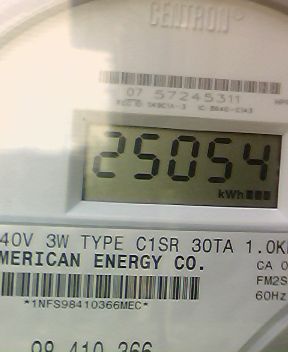 CENTRON®
07 57245311
25054
kWh
40V 3W TYPE C1SR 30TA 1.0K
MERICAN ENERGY CO.
CA 0
FM2S
60Hz
*1NFS98410366MEC*
98 410 366